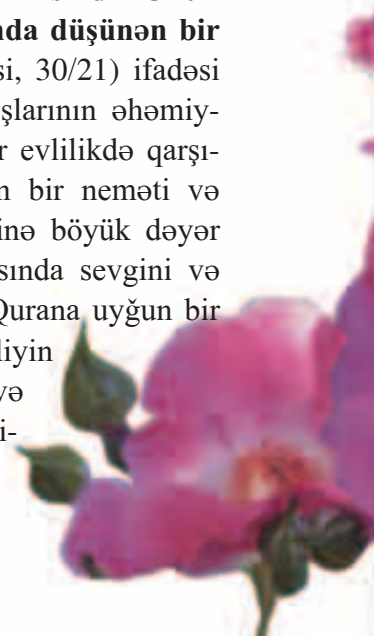 nda düşünən bir
si, 30/21) ifadəsi
şlarının əhəmiy-
r evlilikdə qarşı-
n bir neməti və
inə böyük dəyər
sında sevgini və
Qurana uyğun bir
liyin
və
i-